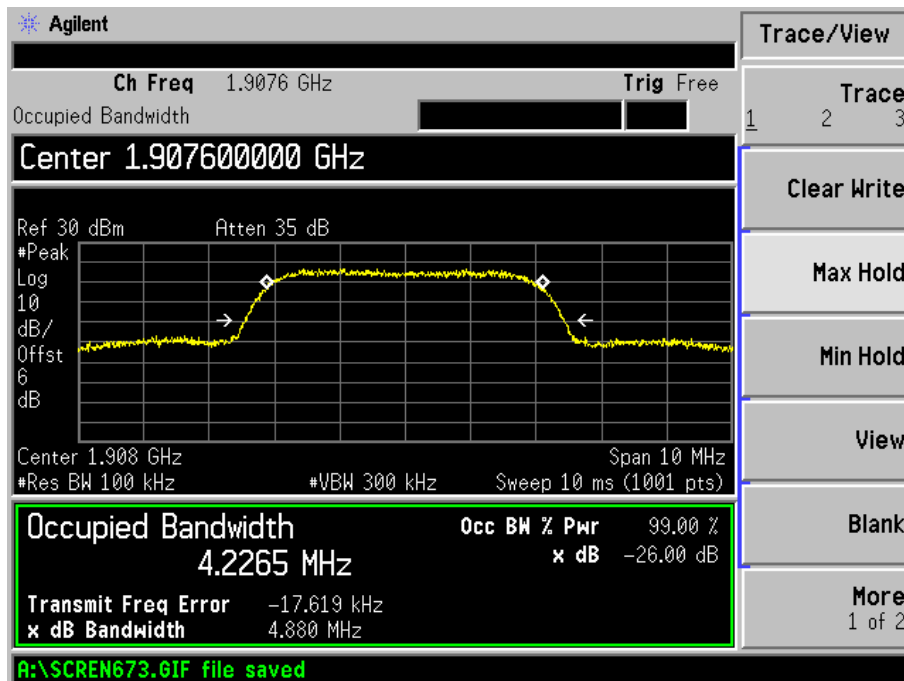 Agilent
Trace/View
Ch Freq 1.9076 GHz Trig Free
Occupied Bandwidth
Trace
1 2 3
Center 1.907600000 GHz
Clear Write
Ref 30 dBm Atten 35 dB
#Peak
Log
10
dB/
Offst
6
dB
Max Hold
Min Hold
View
Center 1.908 GHz Span 10 MHz
#Res BW 100 kHz #VBW 300 kHz Sweep 10 ms (1001 pts)
Occupied Bandwidth Occ BW % Pwr 99.00 %
4.2265 MHz x dB -26.00 dB
Blank
Transmit Freq Error -17.619 kHz
x dB Bandwidth 4.880 MHz
More
1 of 2
A:\SCREN673.GIF file saved